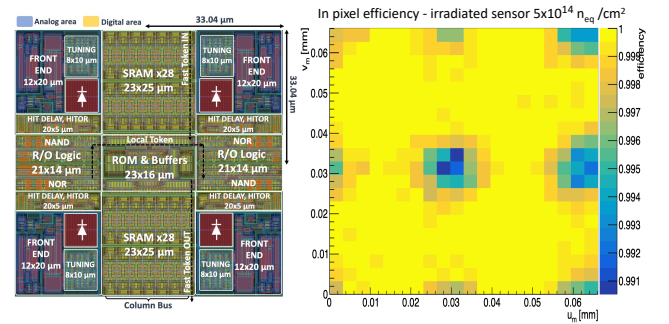 Analog area
Digital area
33.04 µm
33.04 µm
FRONT
END
12x20 µm
TUNING
8x10 µm
SRAM x28
23x25 µm
Fast Token IN
TUNING
8x10 µm
FRONT
END
12x20 µm
HIT DELAY, HITOR
20x5 µm
HIT DELAY, HITOR
20x5 µm
NAND
R/O Logic
21x14 µm
NOR
Local Token
ROM & Buffers
23x16 µm
NOR
R/O Logic
21x14 µm
NAND
HIT DELAY, HITOR
20x5 µm
HIT DELAY, HITOR
20x5 µm
FRONT
END
12x20 µm
TUNING
8x10 µm
SRAM x28
23x25 µm
Fast Token OUT
TUNING
8x10 µm
FRONT
END
12x20 µm
Column Bus
In pixel efficiency - irradiated sensor 5x10¹⁴ nₑq /cm²
vₘ [mm]
0.06
0.05
0.04
0.03
0.02
0.01
0
0 0.01 0.02 0.03 0.04 0.05 0.06
uₘ [mm]
1
0.999
0.998
0.997
0.996
0.995
0.994
0.993
0.992
0.991
efficiency